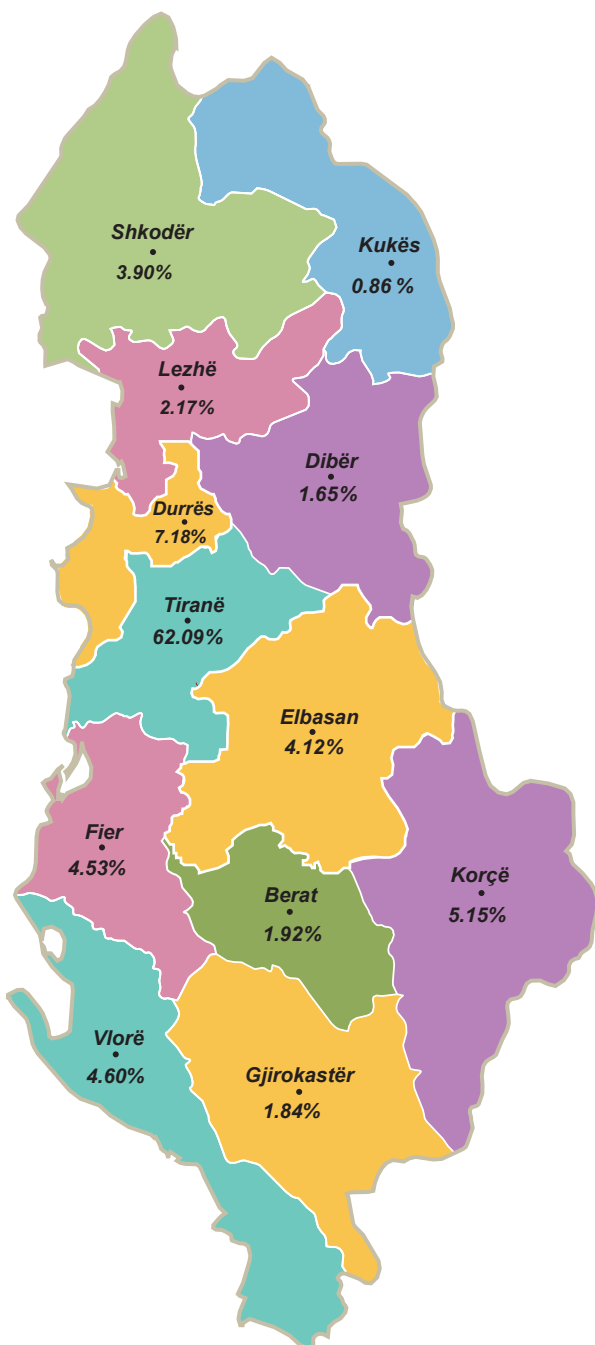 Shkodër
3.90%
Kukës
0.86 %
Lezhë
2.17%
Dibër
1.65%
Durrës
7.18%
Tiranë
62.09%
Elbasan
4.12%
Fier
4.53%
Korçë
5.15%
Berat
1.92%
Vlorë
4.60%
Gjirokastër
1.84%